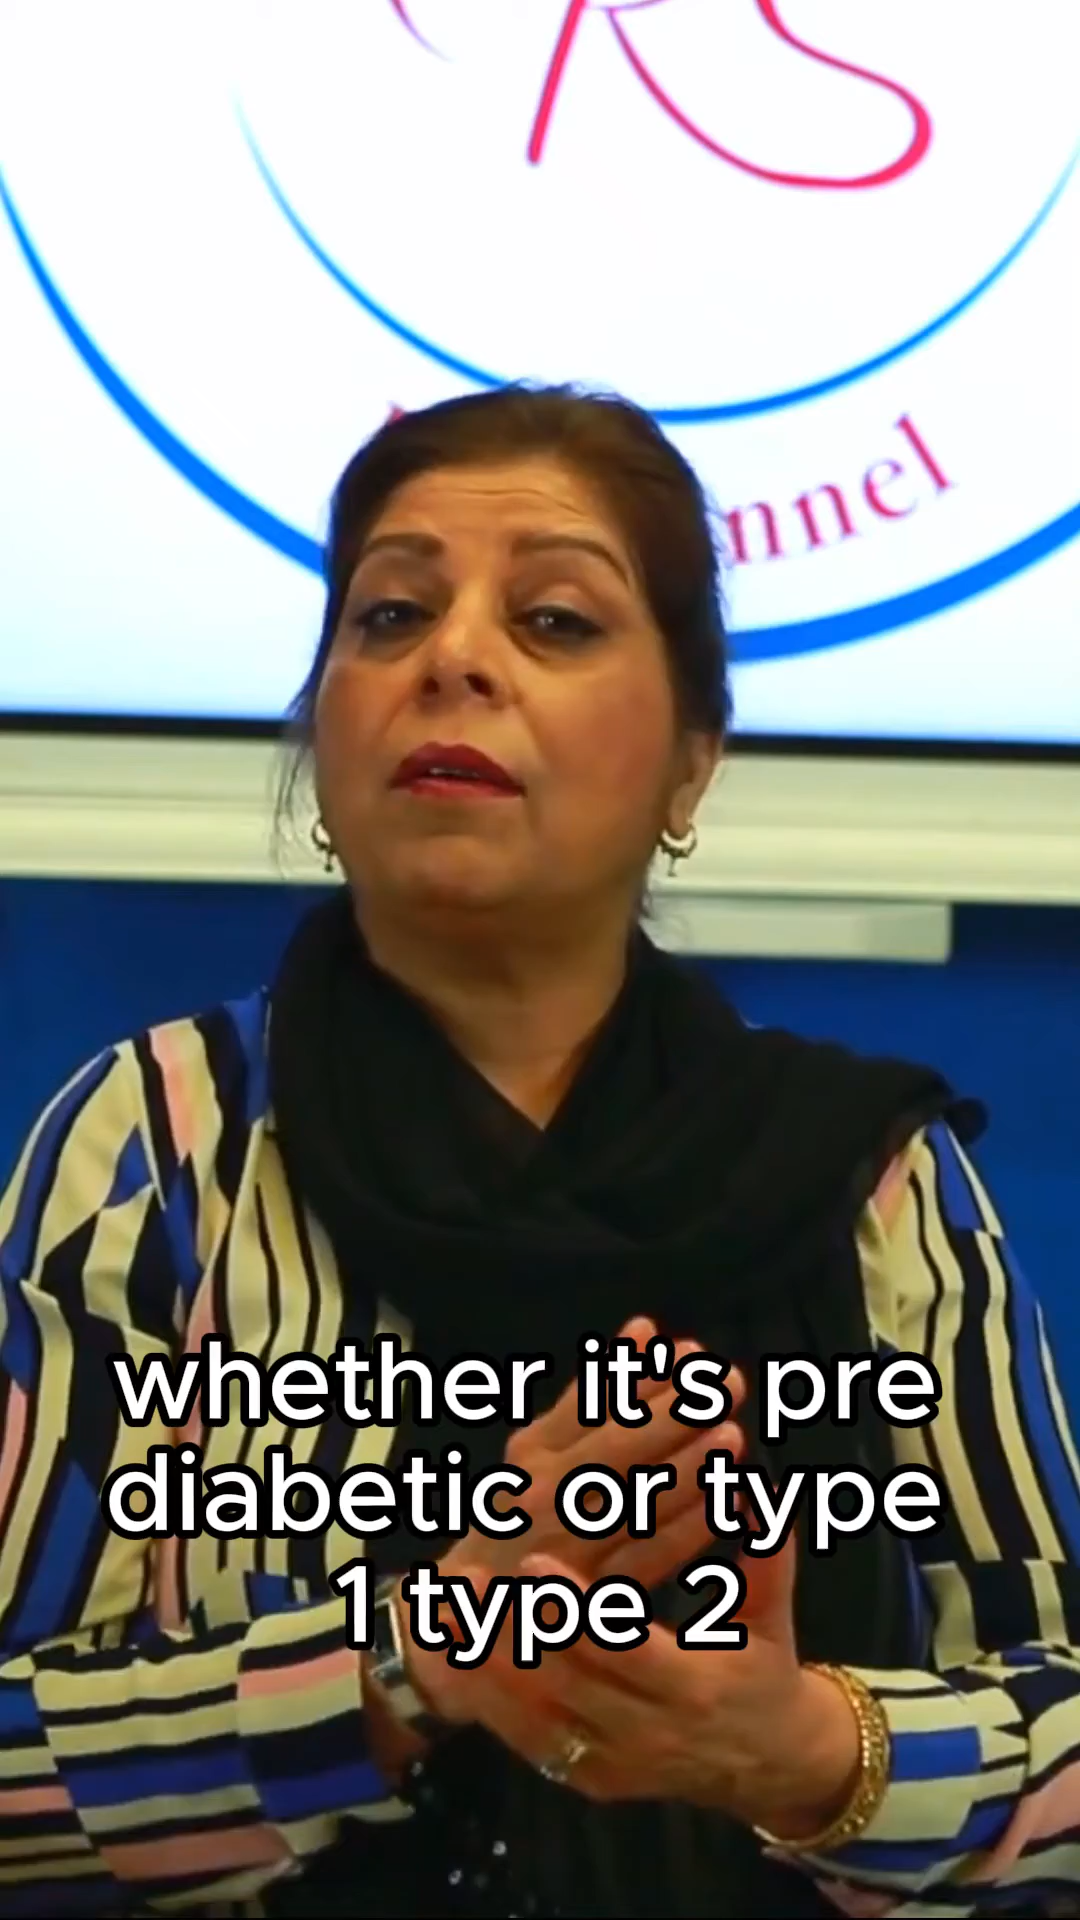 nnel
whether it's pre
diabetic or type
1 type 2